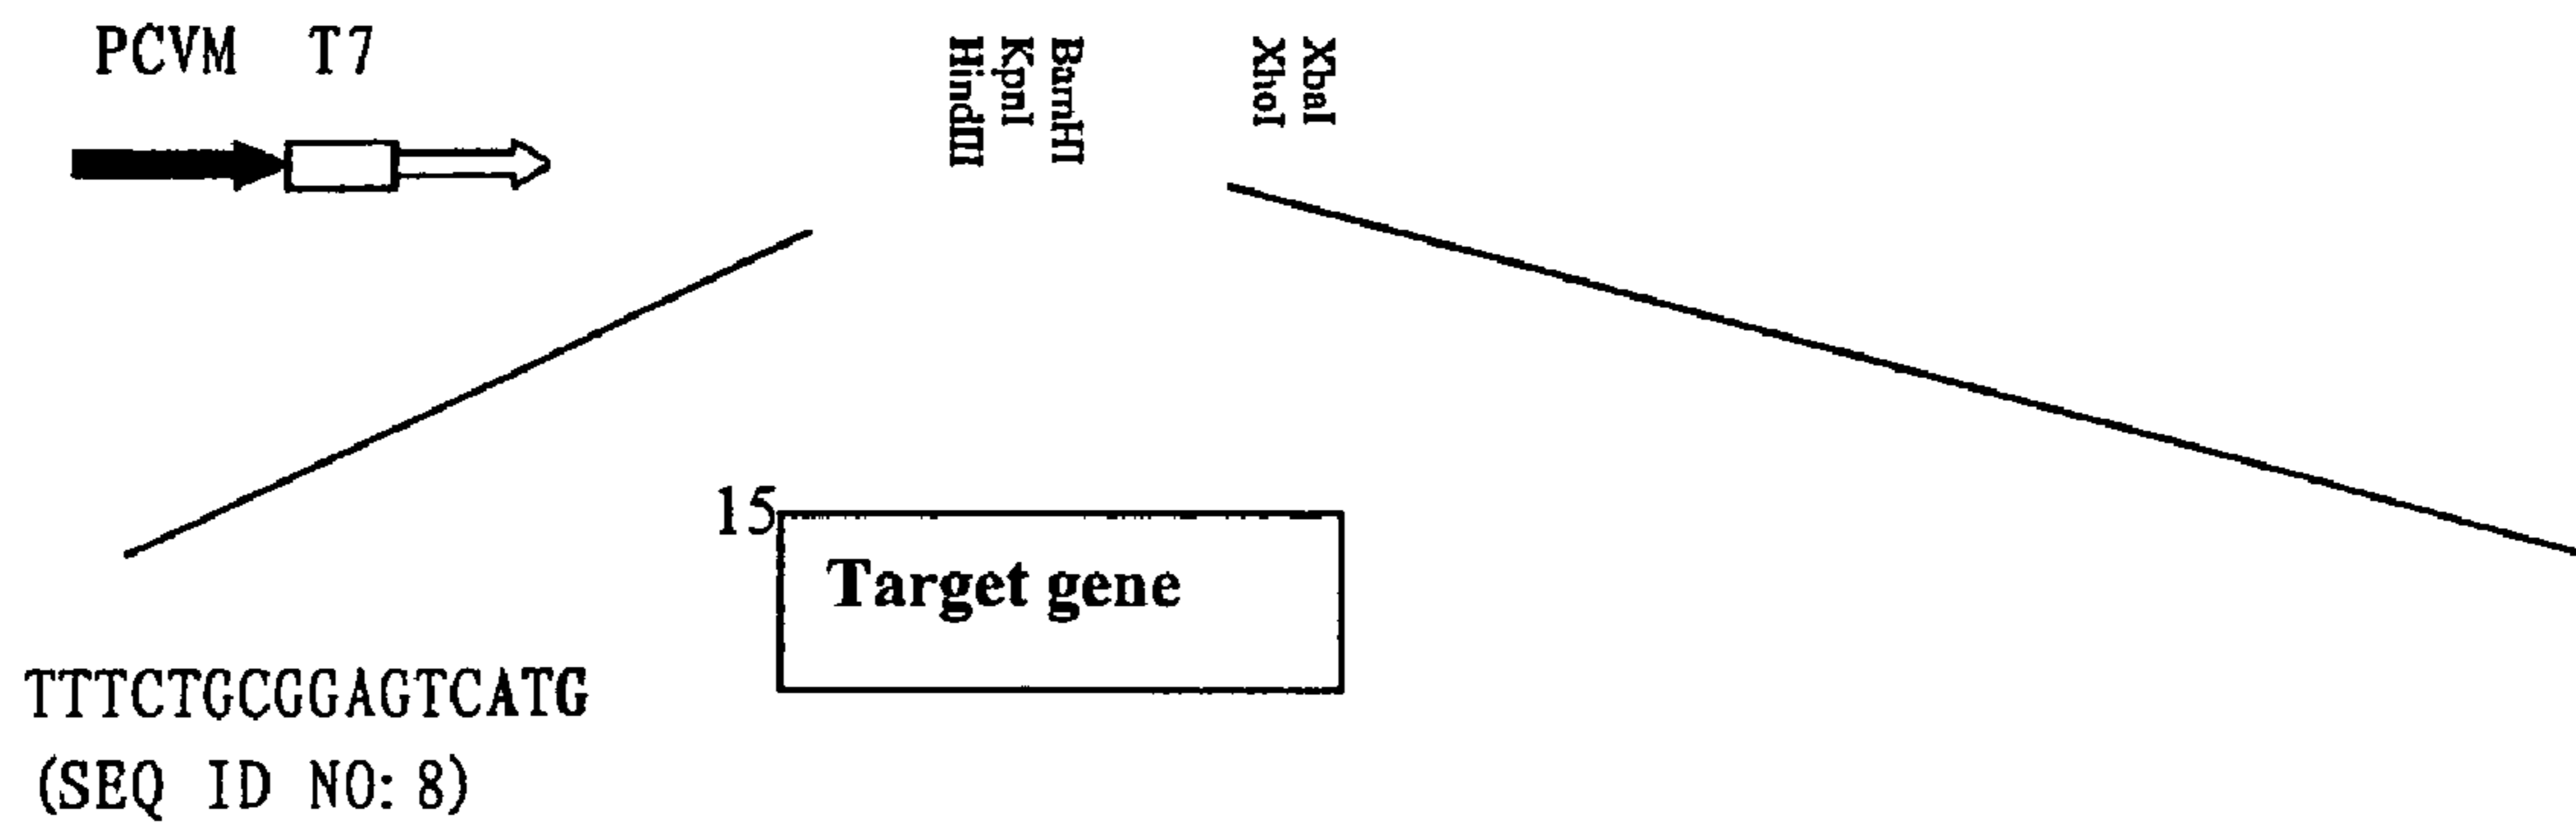 PCVM T7
HindIII
KpnI
BamHI
XhoI
XbaI
15
Target gene
TTTCTGCGGAGTCATG
(SEQ ID NO: 8)